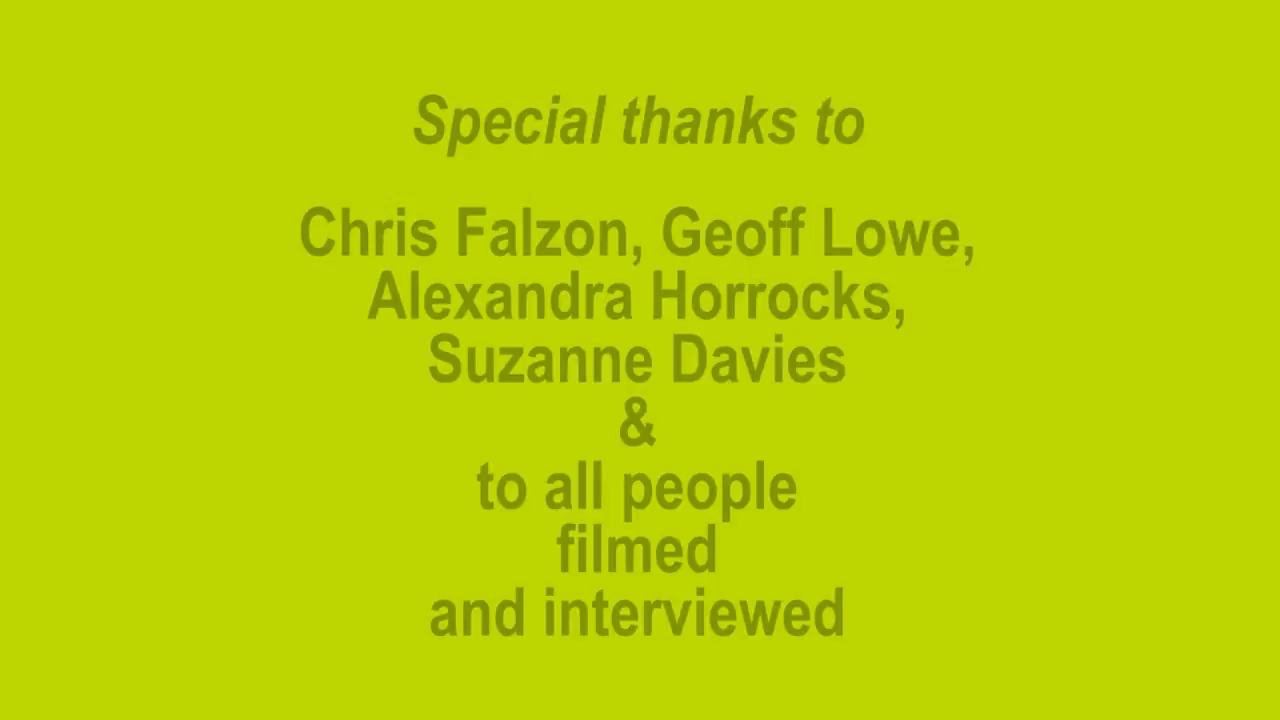 Special thanks to
Chris Falzon, Geoff Lowe,
Alexandra Horrocks,
Suzanne Davies
&
to all people
filmed
and interviewed